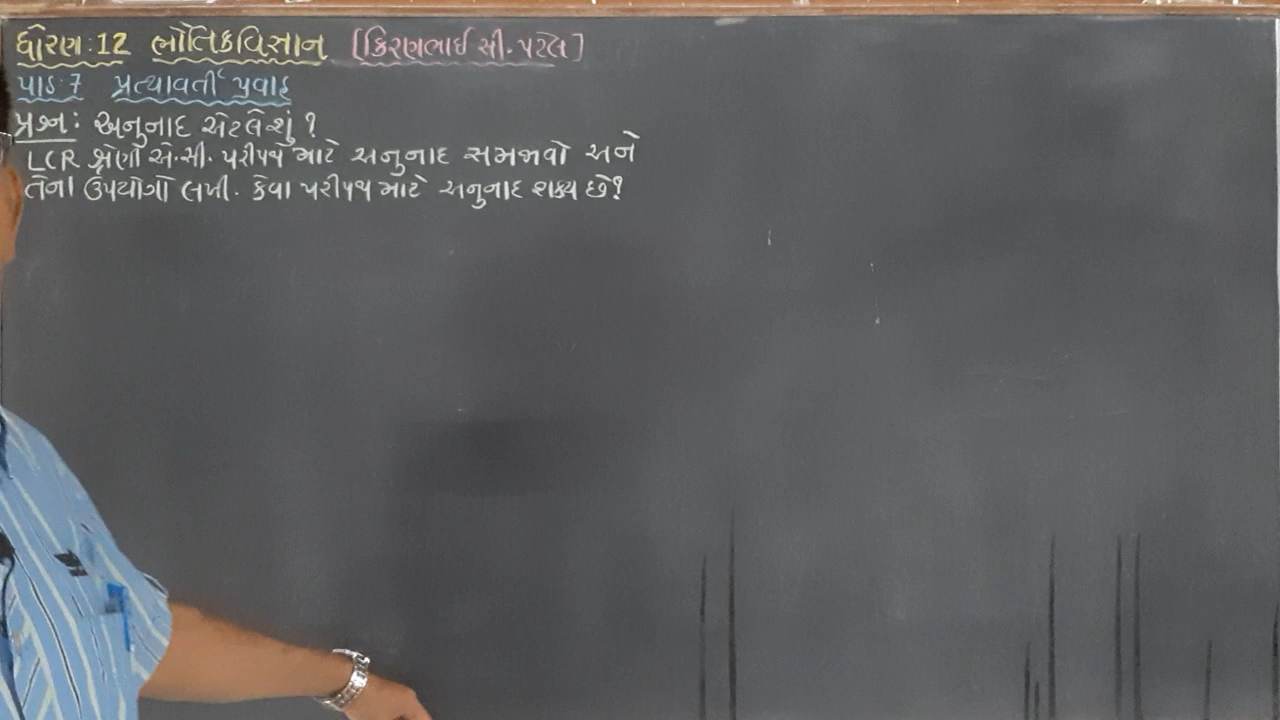 ધોરણ: 12 ભૌતિકવિજ્ઞાન [કિરણભાઈ સી. પટેલ]
પાઠ: 7 પ્રત્યાવર્તી પ્રવાહ
પ્રશ્ન: અનુનાદ એટલે શું ?
LCR શ્રેણી એ.સી. પરીપથ માટે અનુનાદ સમજાવો અને
તેના ઉપયોગો લખો. કેવા પરીપથ માટે અનુનાદ શક્ય છે?